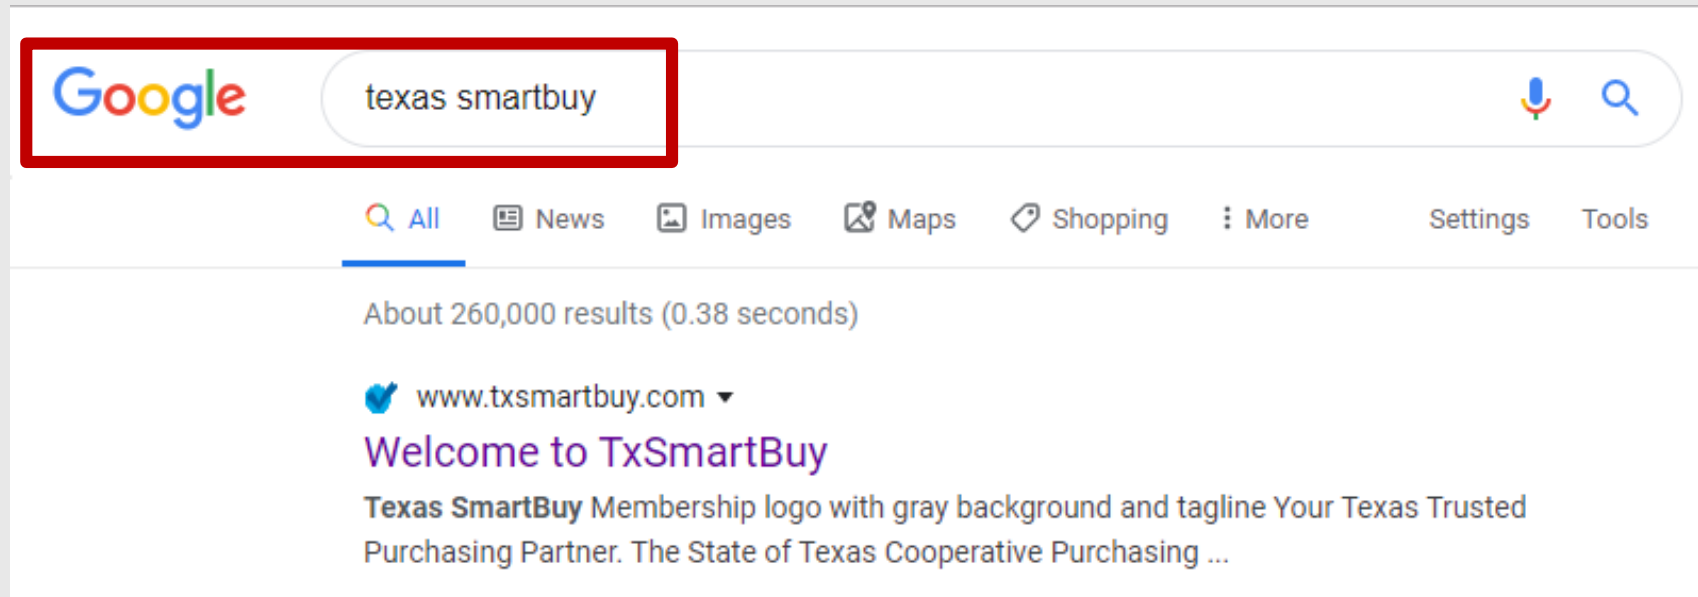 Google texas smartbuy
All News Images Maps Shopping More Settings Tools
About 260,000 results (0.38 seconds)
www.txsmartbuy.com
Welcome to TxSmartBuy
Texas SmartBuy Membership logo with gray background and tagline Your Texas Trusted
Purchasing Partner. The State of Texas Cooperative Purchasing ...